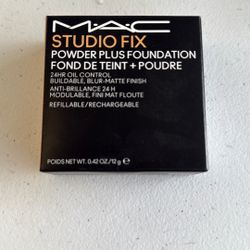 MAC
STUDIO FIX
POWDER PLUS FOUNDATION
FOND DE TEINT + POUDRE
24HR OIL CONTROL
BUILDABLE, BLUR-MATTE FINISH
ANTI-BRILLANCE 24 H
MODULABLE, FINI MAT FLOUTÉ
REFILLABLE/RECHARGEABLE
POIDS NET WT. 0.42 OZ/12 g ℮